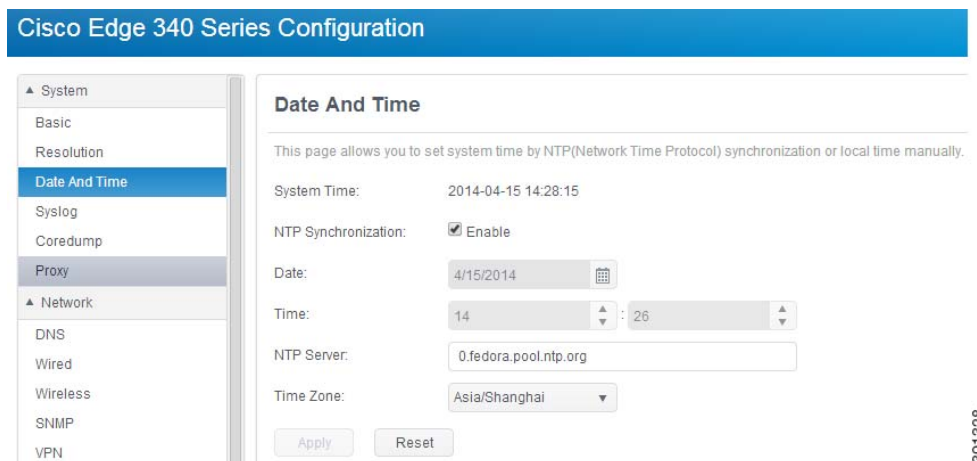 Cisco Edge 340 Series Configuration
System
Basic
Resolution
Date And Time
Syslog
Coredump
Proxy
Network
DNS
Wired
Wireless
SNMP
VPN
Date And Time
This page allows you to set system time by NTP(Network Time Protocol) synchronization or local time manually.
System Time: 2014-04-15 14:28:15
NTP Synchronization: Enable
Date: 4/15/2014
Time: 14 : 26
NTP Server: 0.fedora.pool.ntp.org
Time Zone: Asia/Shanghai
Apply Reset